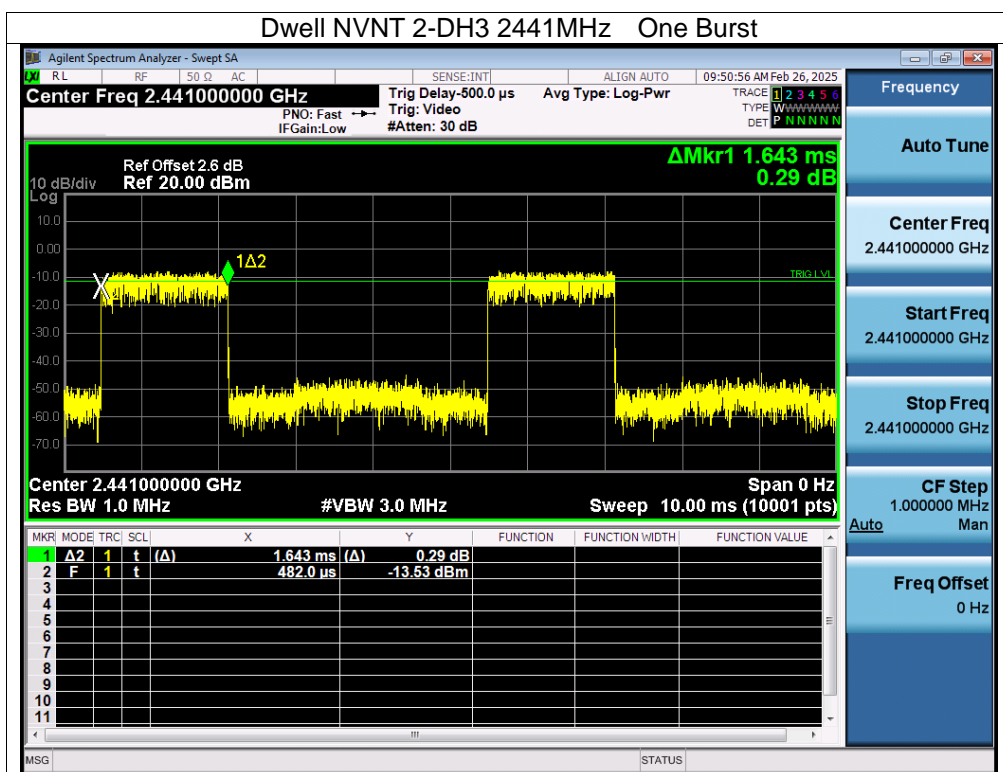 Dwell NVNT 2-DH3 2441MHz One Burst
Agilent Spectrum Analyzer - Swept SA
LXI RL RF 50 Ω AC SENSE:INT ALIGN AUTO 09:50:56 AM Feb 26, 2025
Center Freq 2.441000000 GHz
PNO: Fast
IFGain:Low
Trig Delay-500.0 µs
Trig: Video
#Atten: 30 dB
Avg Type: Log-Pwr
TRACE 1 2 3 4 5 6
TYPE WWWWWW
DET P NNNNN
ΔMkr1 1.643 ms
0.29 dB
Ref Offset 2.6 dB
10 dB/div Ref 20.00 dBm
Log
10.0
0.00
-10.0
-20.0
-30.0
-40.0
-50.0
-60.0
-70.0
1Δ2
TRIG LVL
Center 2.441000000 GHz Span 0 Hz
Res BW 1.0 MHz #VBW 3.0 MHz Sweep 10.00 ms (10001 pts)
MKR MODE TRC SCL X Y FUNCTION FUNCTION WIDTH FUNCTION VALUE
1 Δ2 1 t (Δ) 1.643 ms (Δ) 0.29 dB
2 F 1 t 482.0 µs -13.53 dBm
3
4
5
6
7
8
9
10
11
MSG STATUS
Frequency
Auto Tune
Center Freq
2.441000000 GHz
Start Freq
2.441000000 GHz
Stop Freq
2.441000000 GHz
CF Step
1.000000 MHz
Auto Man
Freq Offset
0 Hz